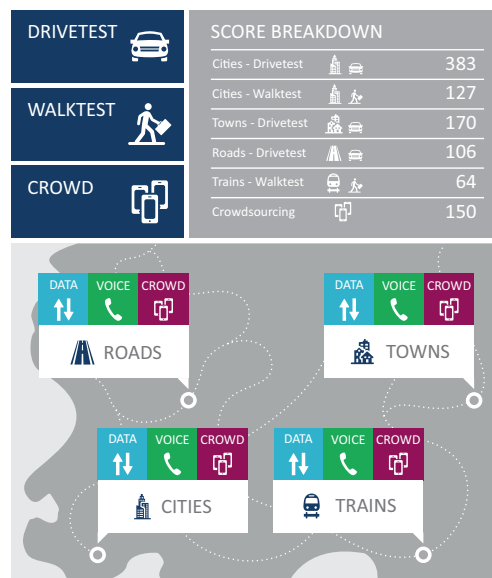 DRIVETEST
WALKTEST
CROWD
SCORE BREAKDOWN
Cities - Drivetest 383
Cities - Walktest 127
Towns - Drivetest 170
Roads - Drivetest 106
Trains - Walktest 64
Crowdsourcing 150
DATA VOICE CROWD
ROADS
DATA VOICE CROWD
TOWNS
DATA VOICE CROWD
CITIES
DATA VOICE CROWD
TRAINS